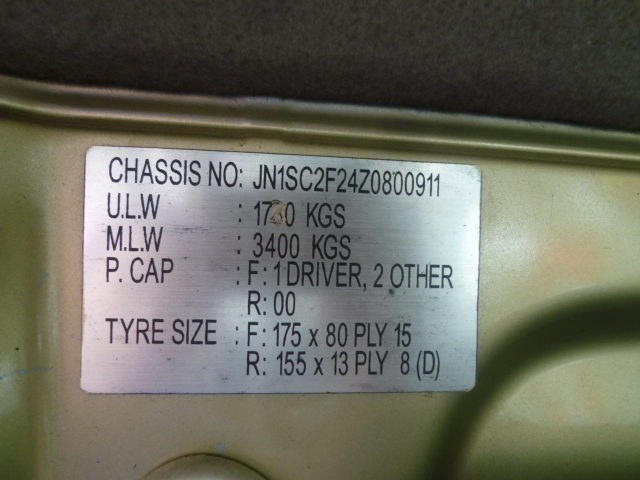 CHASSIS NO: JN1SC2F24Z0800911
U.L.W : KGS
M.L.W : 3400 KGS
P. CAP : F: 1 DRIVER, 2 OTHER
R: 00
TYRE SIZE : F: 175 x 80 PLY 15
R: 155 x 13 PLY 8 (D)